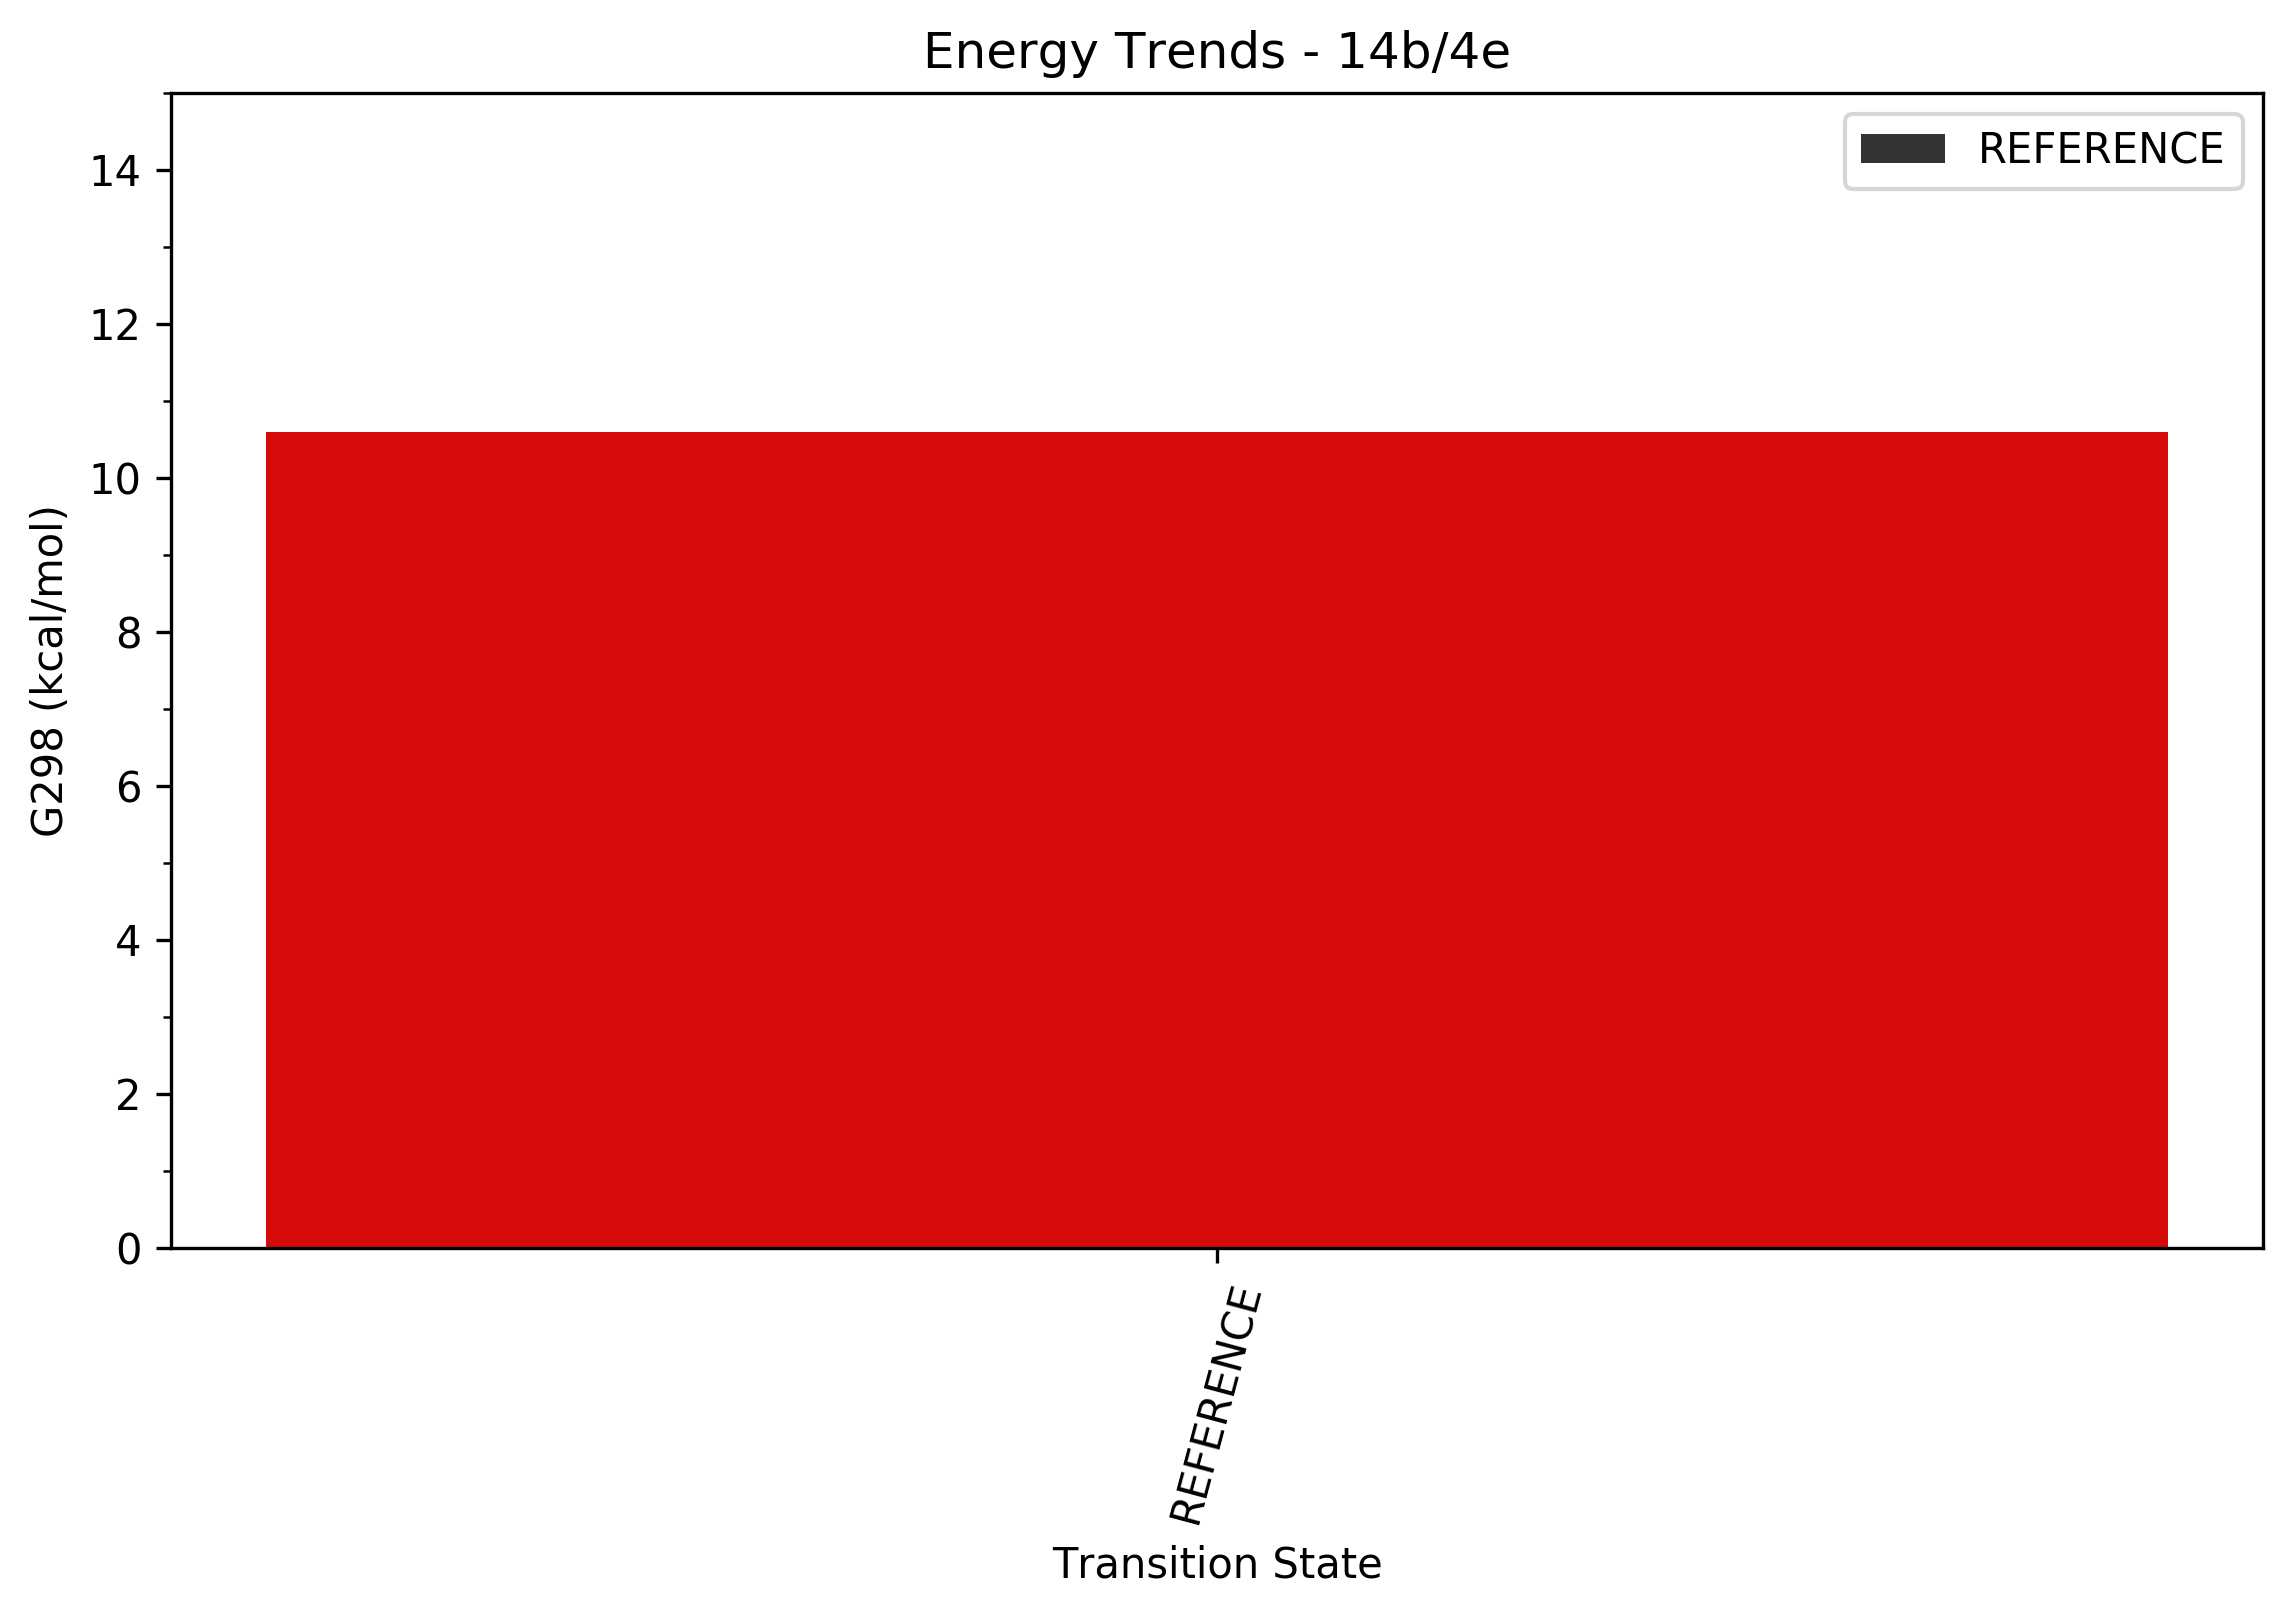 Energy Trends - 14b/4e
REFERENCE
14
12
10
8
6
4
2
0
G298 (kcal/mol)
REFERENCE
Transition State